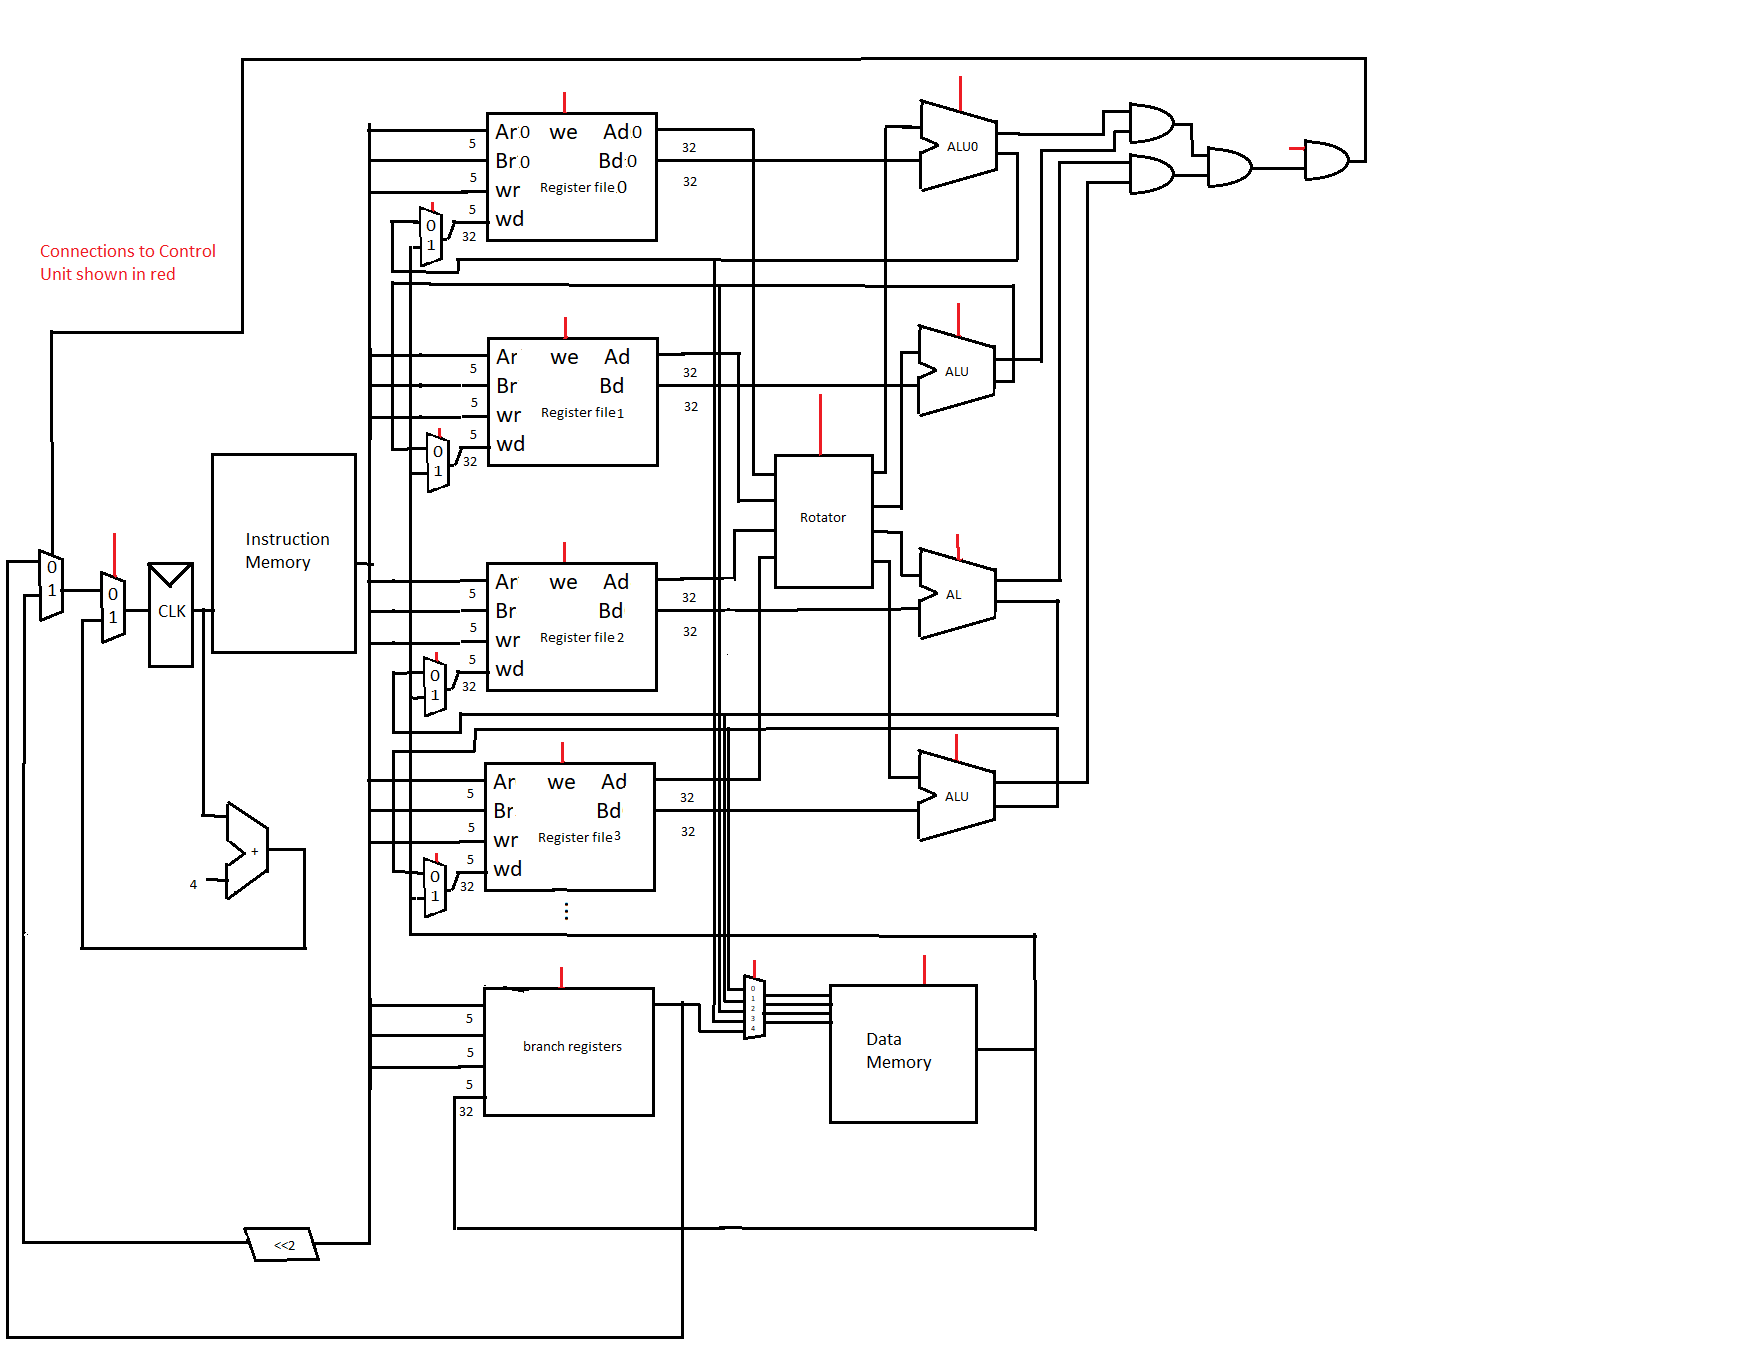 Ar 0 we Ad 0
5
Br 0 Bd 0
32
5
wr Register file 0
32
5
wd
0
32
1
ALU0
Connections to Control
Unit shown in red
Ar we Ad
5
Br Bd
32
5
wr Register file 1
32
5
wd
0
32
1
ALU
Rotator
Instruction
Memory
0
1
0
1
CLK
Ar we Ad
5
Br Bd
32
5
wr Register file 2
32
5
wd
0
32
1
AL
Ar we Ad
5
Br Bd
32
5
wr Register file 3
32
5
wd
0
32
1
ALU
+
4
⋮
5
branch registers
5
5
32
0
1
2
3
4
Data
Memory
<<2